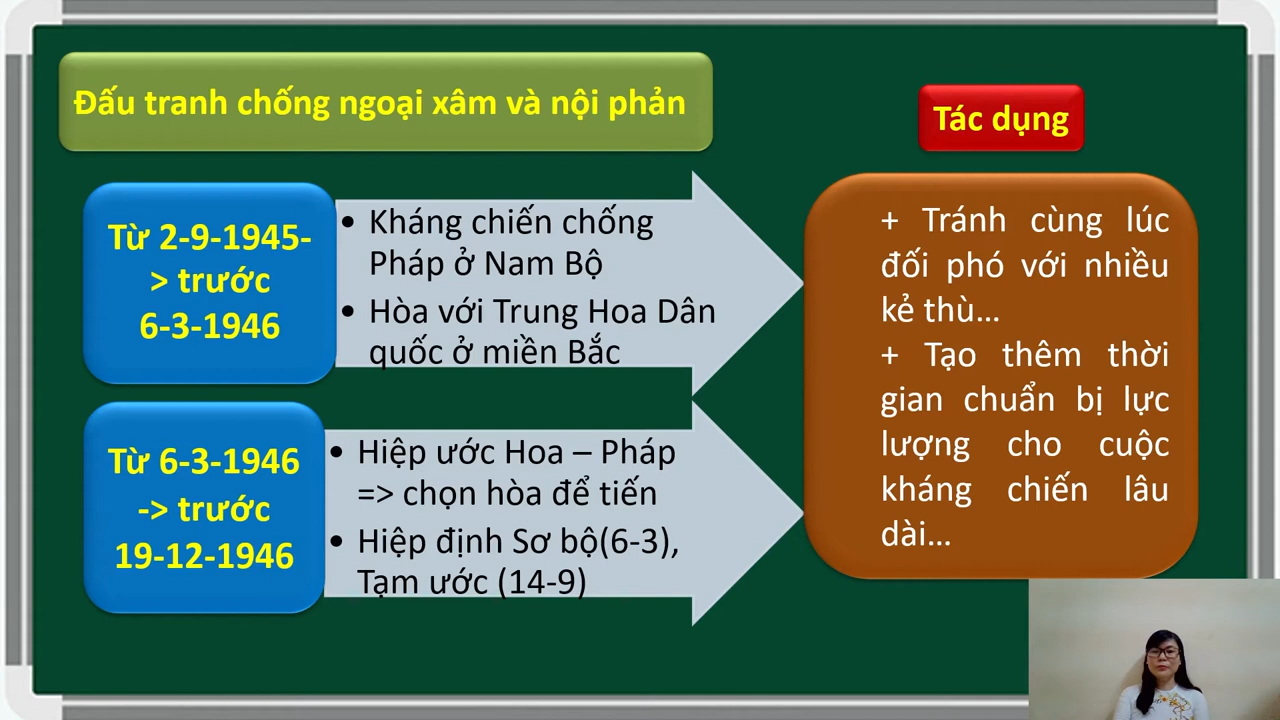 Đấu tranh chống ngoại xâm và nội phản
Tác dụng
Từ 2-9-1945-
> trước
6-3-1946
• Kháng chiến chống
Pháp ở Nam Bộ
• Hòa với Trung Hoa Dân
quốc ở miền Bắc
Từ 6-3-1946
-> trước
19-12-1946
• Hiệp ước Hoa – Pháp
=> chọn hòa để tiến
• Hiệp định Sơ bộ(6-3),
Tạm ước (14-9)
+ Tránh cùng lúc
đối phó với nhiều
kẻ thù...
+ Tạo thêm thời
gian chuẩn bị lực
lượng cho cuộc
kháng chiến lâu
dài...